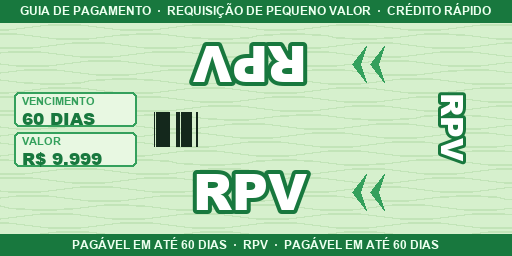 GUIA DE PAGAMENTO · REQUISIÇÃO DE PEQUENO VALOR · CRÉDITO RÁPIDO
RPV
VENCIMENTO
60 DIAS
RPV
VALOR
R$ 9.999
RPV
PAGÁVEL EM ATÉ 60 DIAS · RPV · PAGÁVEL EM ATÉ 60 DIAS